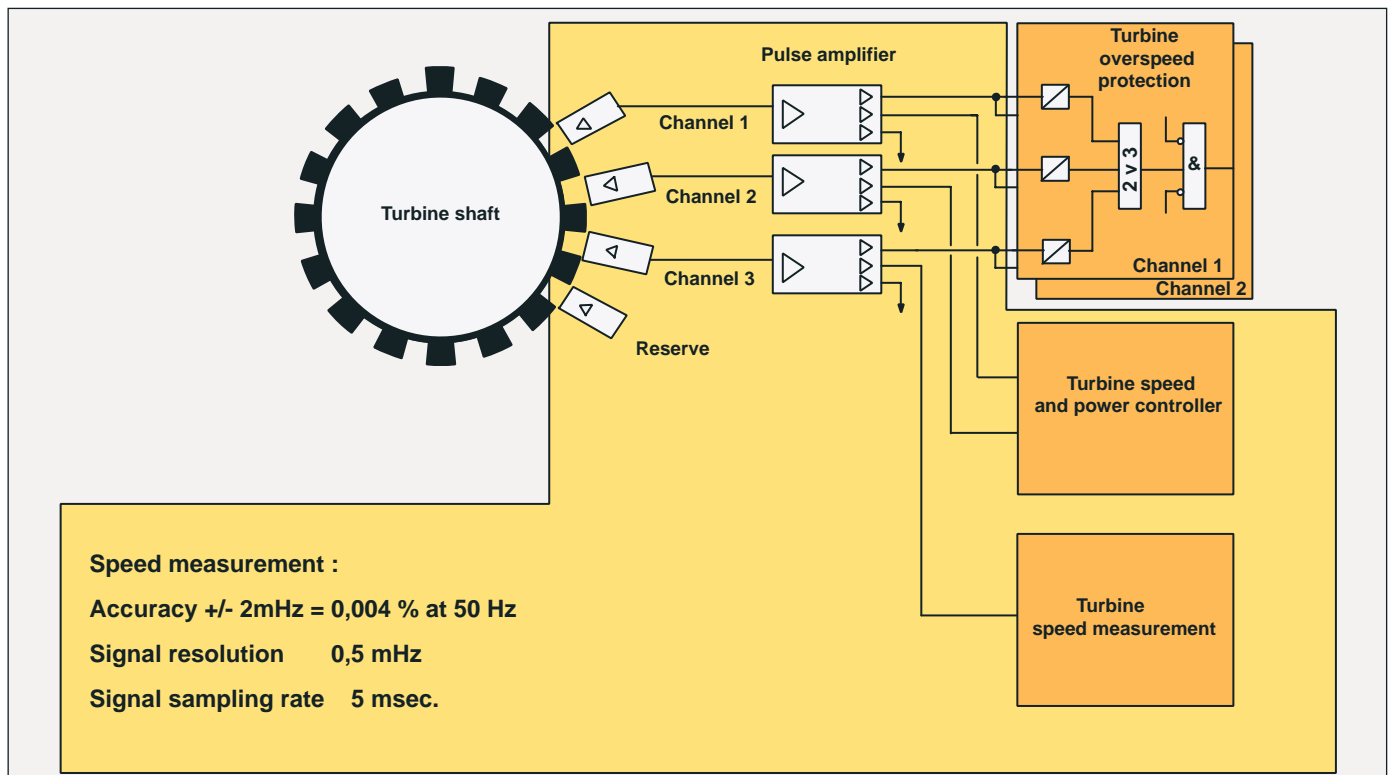 Pulse amplifier
Turbine
overspeed
protection
Channel 1
2 v 3
&
Channel 2
Turbine shaft
Channel 3
Channel 1
Channel 2
Reserve
Turbine speed
and power controller
Speed measurement :
Accuracy +/- 2mHz = 0,004 % at 50 Hz
Signal resolution 0,5 mHz
Signal sampling rate 5 msec.
Turbine
speed measurement